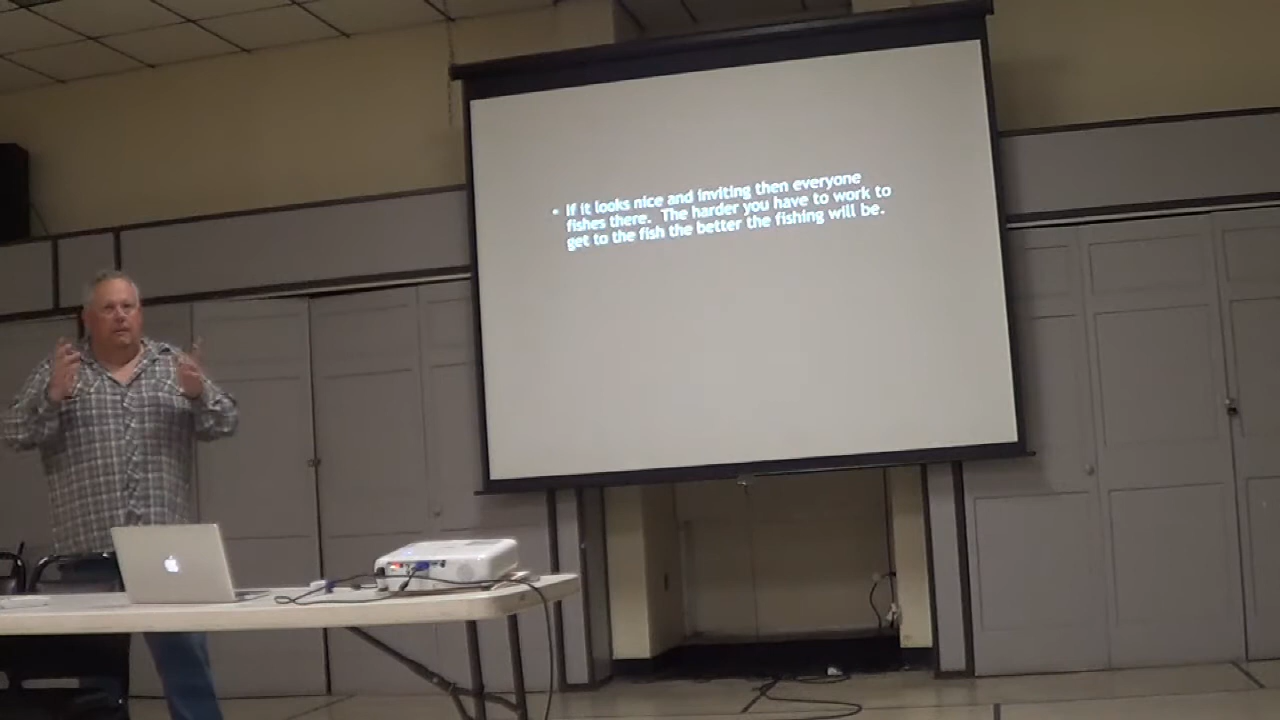 • If it looks nice and inviting then everyone
fishes there. The harder you have to work to
get to the fish the better the fishing will be.